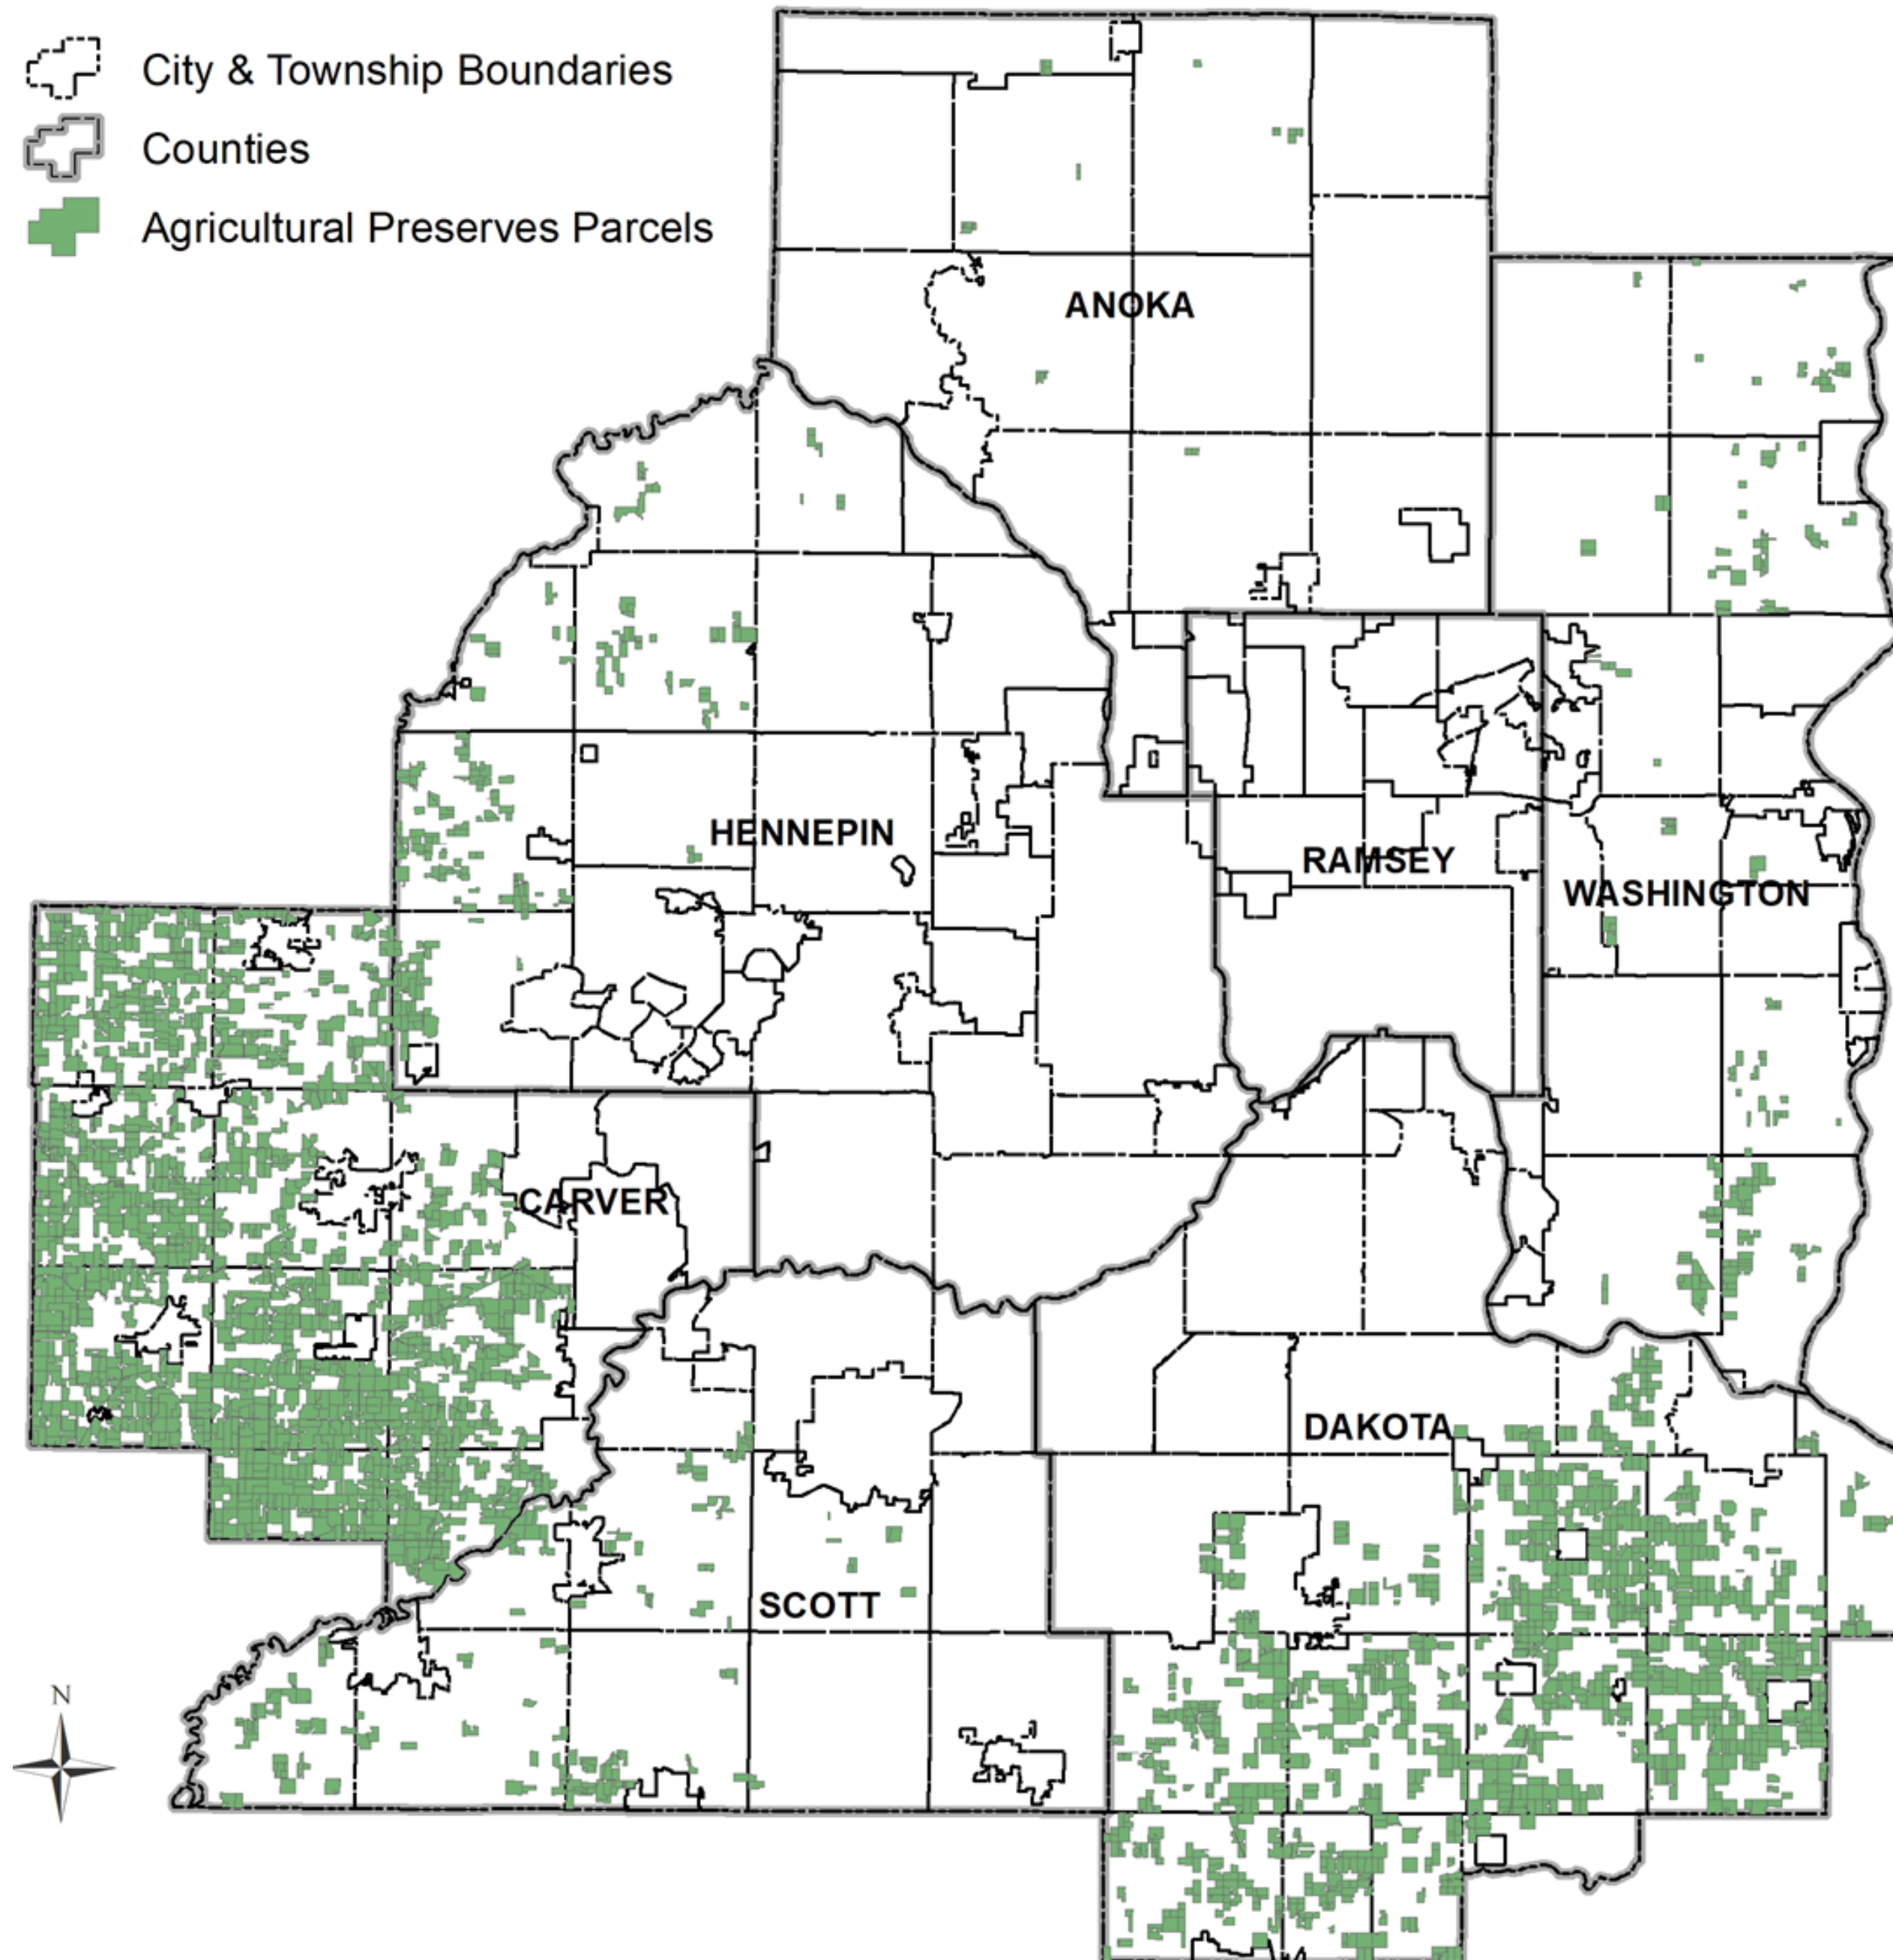 City & Township Boundaries
Counties
Agricultural Preserves Parcels
ANOKA
HENNEPIN
RAMSEY
WASHINGTON
CARVER
DAKOTA
SCOTT
N